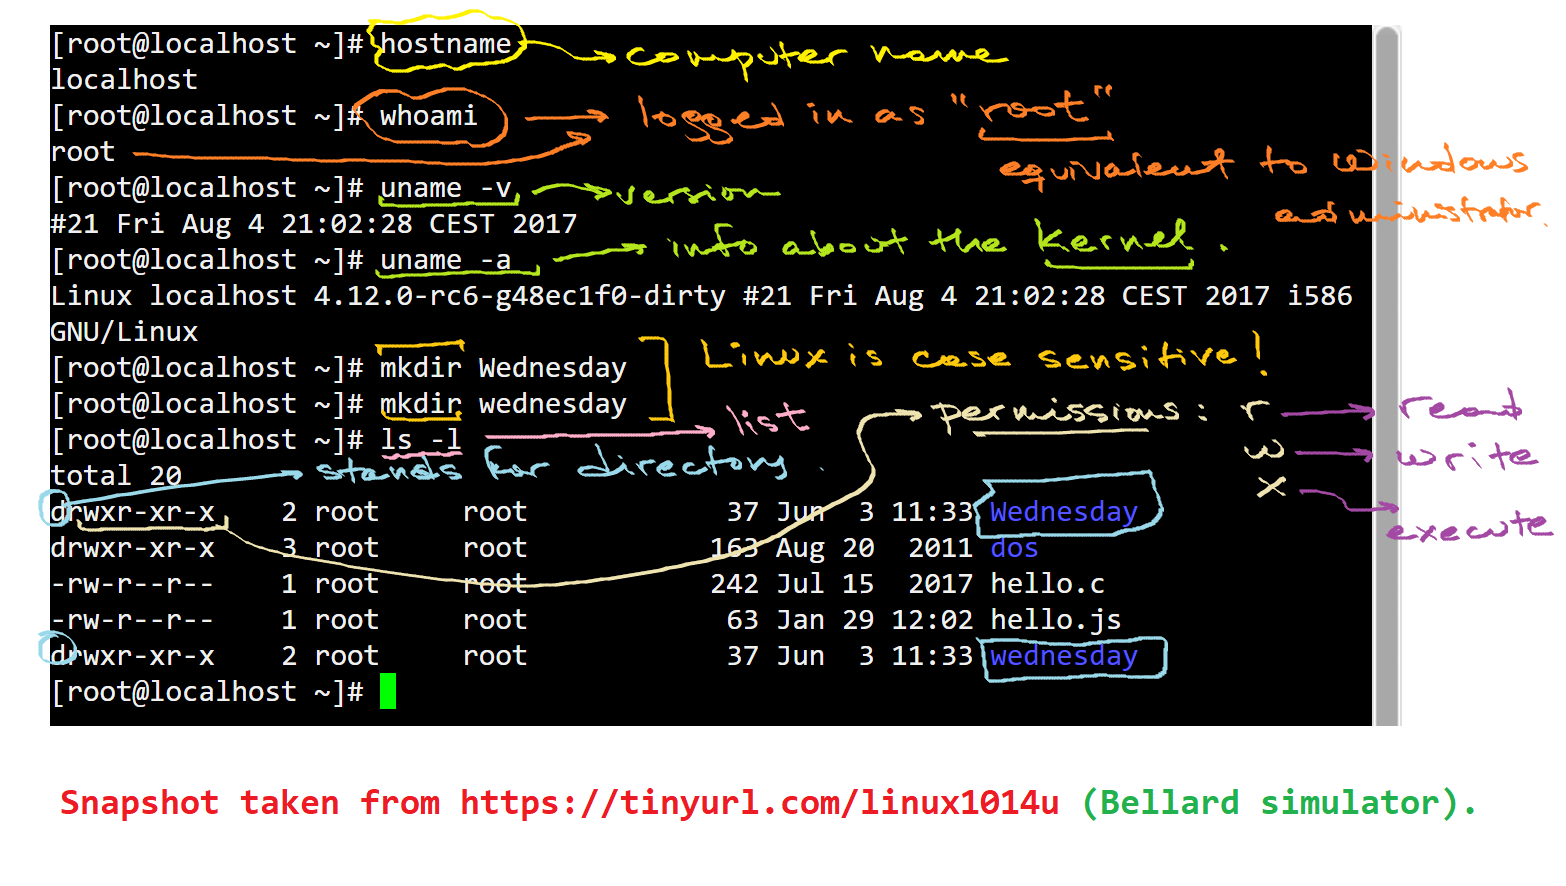 [root@localhost ~]# hostname → computer name
localhost
[root@localhost ~]# whoami → logged in as "root"
root
equivalent to Windows
administrator.
[root@localhost ~]# uname -v → version
#21 Fri Aug 4 21:02:28 CEST 2017
[root@localhost ~]# uname -a → info about the kernel.
Linux localhost 4.12.0-rc6-g48ec1f0-dirty #21 Fri Aug 4 21:02:28 CEST 2017 i586
GNU/Linux
[root@localhost ~]# mkdir Wednesday
Linux is case sensitive!
[root@localhost ~]# mkdir wednesday
[root@localhost ~]# ls -l → list
permissions: r → read
w → write
x → execute
total 20
stands for directory.
drwxr-xr-x    2 root     root            37 Jun  3 11:33 Wednesday
drwxr-xr-x    3 root     root           163 Aug 20  2011 dos
-rw-r--r--    1 root     root           242 Jul 15  2017 hello.c
-rw-r--r--    1 root     root            63 Jan 29 12:02 hello.js
drwxr-xr-x    2 root     root            37 Jun  3 11:33 wednesday
[root@localhost ~]#
Snapshot taken from https://tinyurl.com/linux1014u (Bellard simulator).